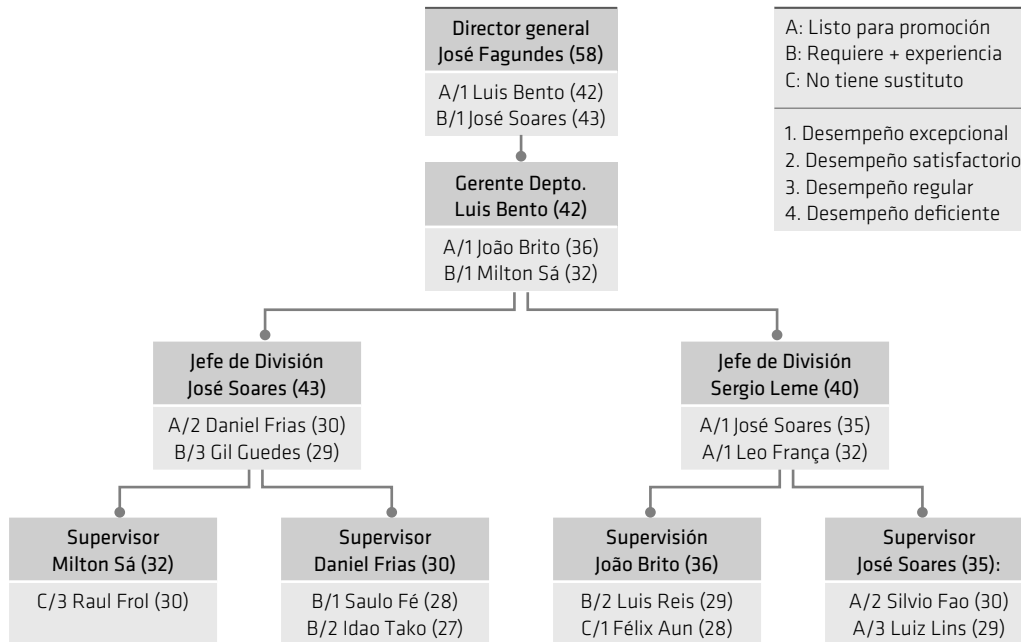 Director general
José Fagundes (58)
A/1 Luis Bento (42)
B/1 José Soares (43)
A: Listo para promoción
B: Requiere + experiencia
C: No tiene sustituto
1. Desempeño excepcional
2. Desempeño satisfactorio
3. Desempeño regular
4. Desempeño deficiente
Gerente Depto.
Luis Bento (42)
A/1 João Brito (36)
B/1 Milton Sá (32)
Jefe de División
José Soares (43)
A/2 Daniel Frias (30)
B/3 Gil Guedes (29)
Jefe de División
Sergio Leme (40)
A/1 José Soares (35)
A/1 Leo França (32)
Supervisor
Milton Sá (32)
C/3 Raul Frol (30)
Supervisor
Daniel Frias (30)
B/1 Saulo Fé (28)
B/2 Idao Tako (27)
Supervisión
João Brito (36)
B/2 Luis Reis (29)
C/1 Félix Aun (28)
Supervisor
José Soares (35):
A/2 Silvio Fao (30)
A/3 Luiz Lins (29)